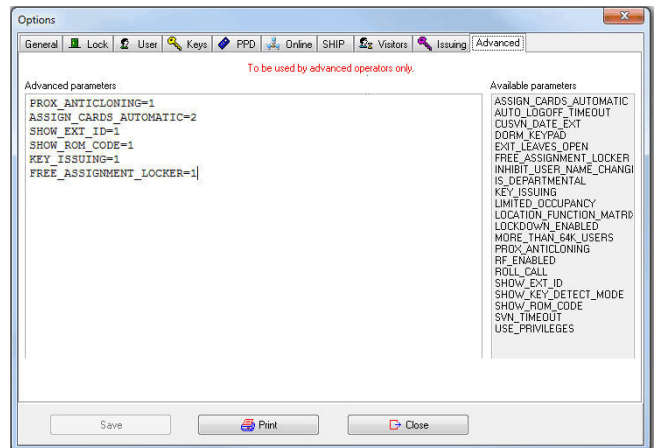 Options
General Lock User Keys PPD Online SHIP Visitors Issuing Advanced
To be used by advanced operators only.
Advanced parameters
PROX_ANTICLONING=1
ASSIGN_CARDS_AUTOMATIC=2
SHOW_EXT_ID=1
SHOW_ROM_CODE=1
KEY_ISSUING=1
FREE_ASSIGNMENT_LOCKER=1
Available parameters
ASSIGN_CARDS_AUTOMATIC
AUTO_LOGOFF_TIMEOUT
CUSVN_DATE_EXT
DORM_KEYPAD
EXIT_LEAVES_OPEN
FREE_ASSIGNMENT_LOCKER
INHIBIT_USER_NAME_CHANGI
IS_DEPARTMENTAL
KEY_ISSUING
LIMITED_OCCUPANCY
LOCATION_FUNCTION_MATRI
LOCKDOWN_ENABLED
MORE_THAN_64K_USERS
PROX_ANTICLONING
RF_ENABLED
ROLL_CALL
SHOW_EXT_ID
SHOW_KEY_DETECT_MODE
SHOW_ROM_CODE
SVN_TIMEOUT
USE_PRIVILEGES
Save Print Close